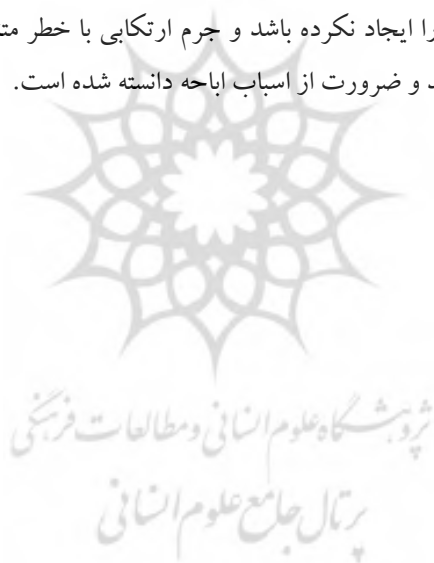 را ایجاد نکرده باشد و جرم ارتکابی با خطر
د و ضرورت از اسباب اباحه دانسته شده است.
پژوهشگاه علوم انسانی و مطالعات فرهنگی
پرتال جامع علوم انسانی